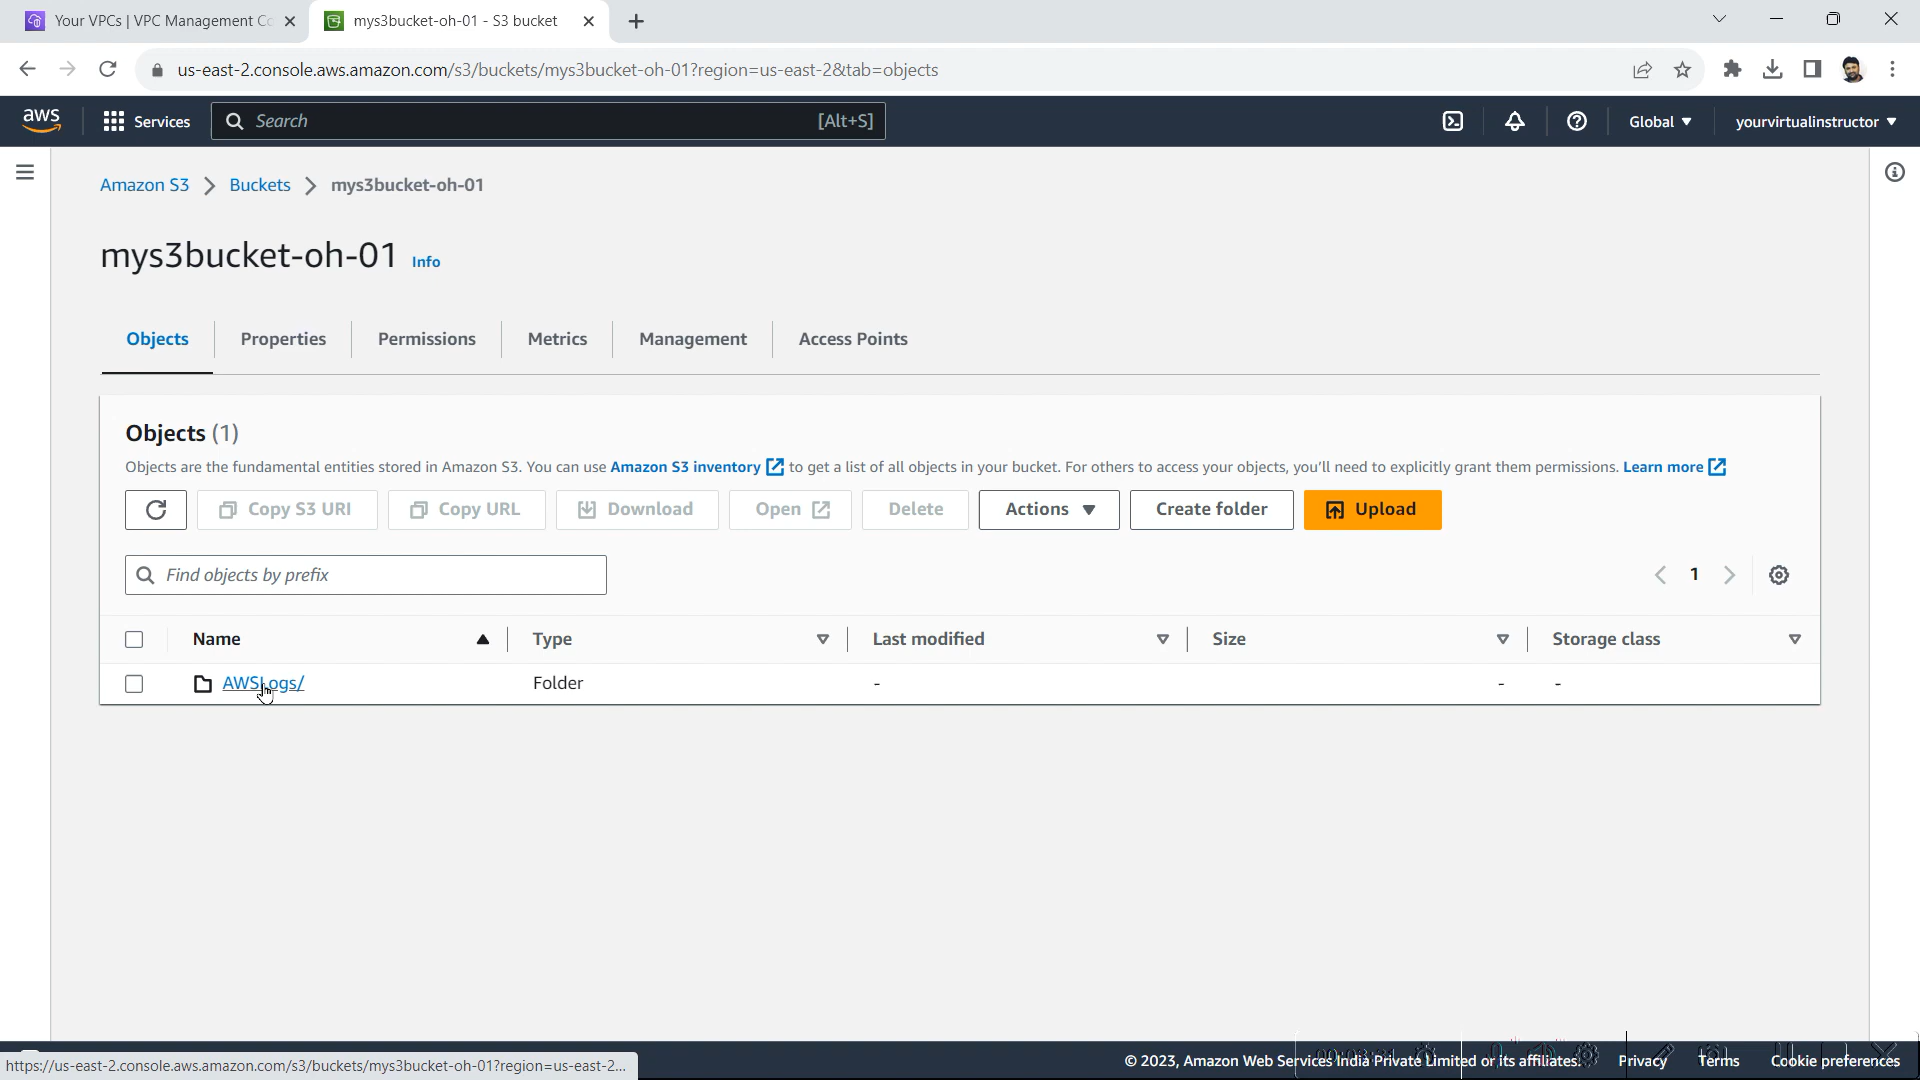 Your VPCs | VPC Management Co
mys3bucket-oh-01 - S3 bucket
us-east-2.console.aws.amazon.com/s3/buckets/mys3bucket-oh-01?region=us-east-2&tab=objects
aws
Services
Search
[Alt+S]
Global
yourvirtualinstructor
Amazon S3
Buckets
mys3bucket-oh-01
mys3bucket-oh-01
Info
Objects
Properties
Permissions
Metrics
Management
Access Points
Objects (1)
Objects are the fundamental entities stored in Amazon S3. You can use Amazon S3 inventory to get a list of all objects in your bucket. For others to access your objects, you'll need to explicitly grant them permissions. Learn more
Copy S3 URI
Copy URL
Download
Open
Delete
Actions
Create folder
Upload
Find objects by prefix
1
Name
Type
Last modified
Size
Storage class
AWSLogs/
Folder
-
-
-
https://us-east-2.console.aws.amazon.com/s3/buckets/mys3bucket-oh-01?region=us-east-2...
© 2023, Amazon Web Services India Private Limited or its affiliates.
Privacy
Terms
Cookie preferences